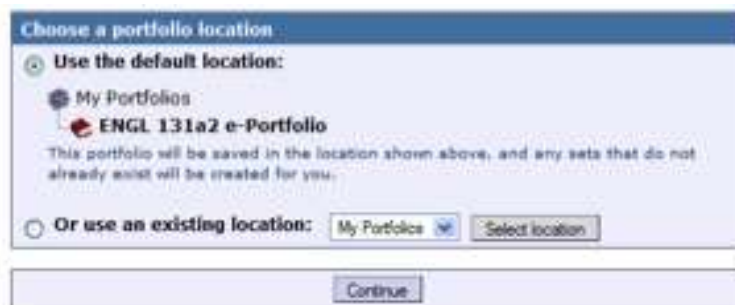 Choose a portfolio location
Use the default location:
My Portfolios
ENGL 131a2 e-Portfolio
This portfolio will be saved in the location shown above, and any sets that do not
already exist will be created for you.
Or use an existing location: My Portfolios Select location
Continue